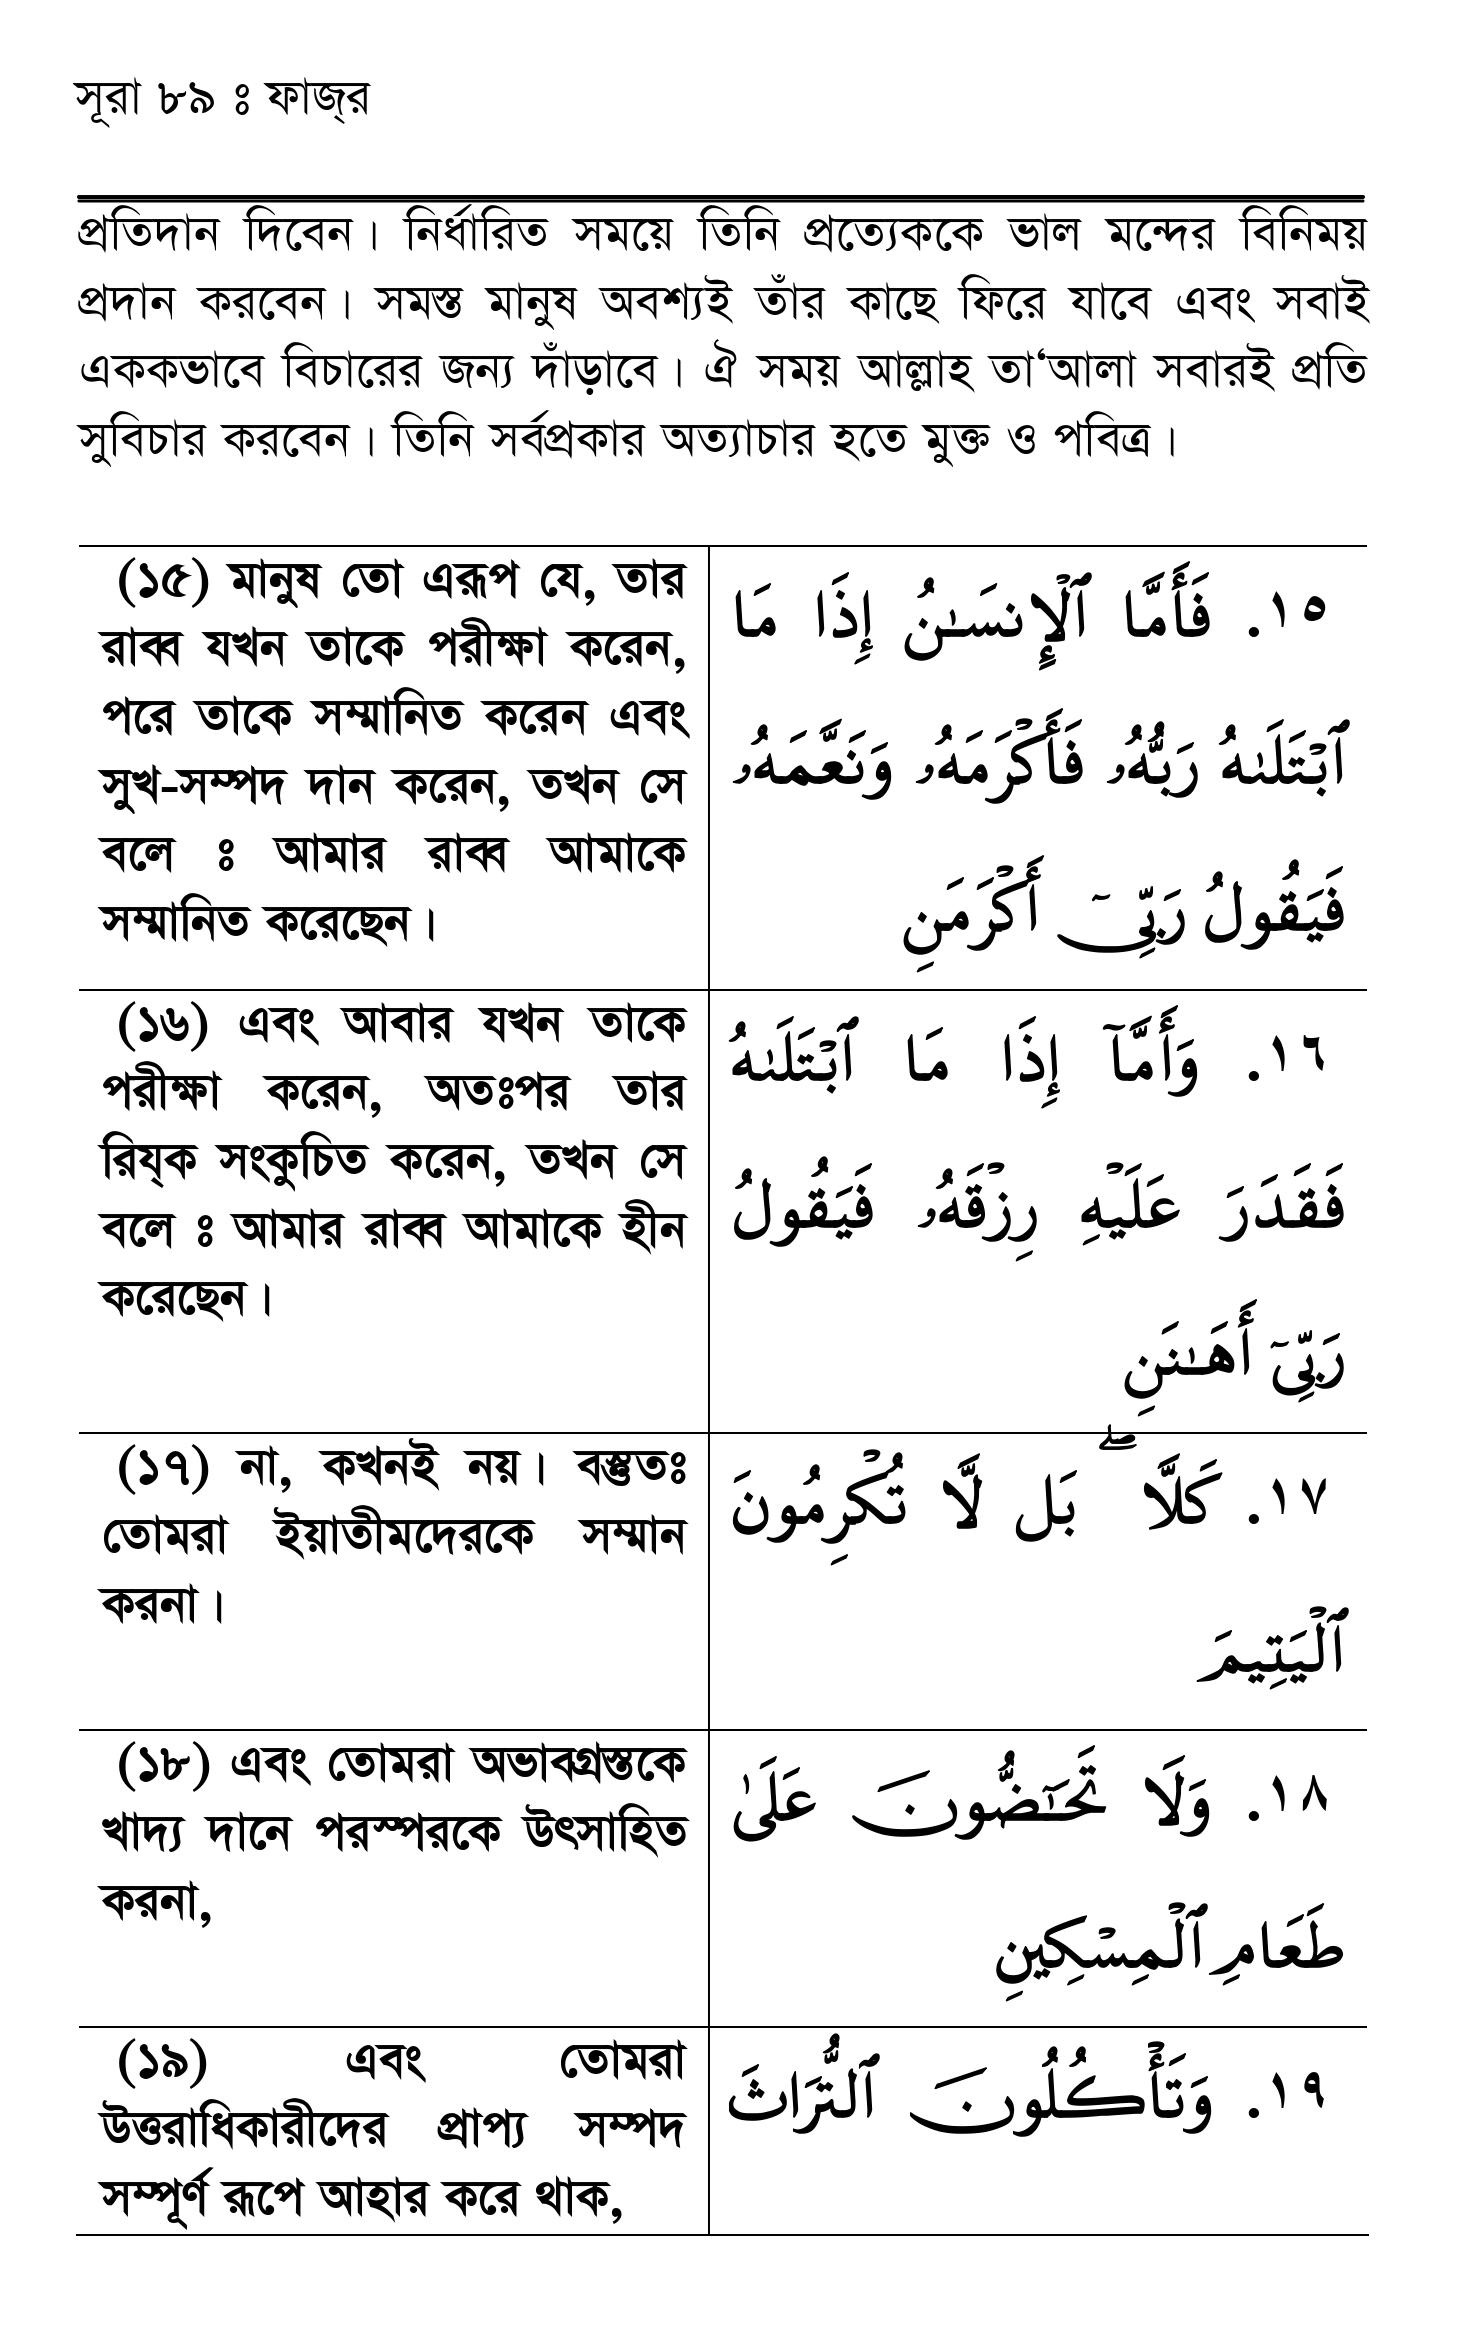 সূরা ৮৯ ঃ ফাজ্‌র
প্রতিদান দিবেন। নির্ধারিত সময়ে তিনি প্রত্যেককে ভাল মন্দের বিনিময়
প্রদান করবেন। সমস্ত মানুষ অবশ্যই তাঁর কাছে ফিরে যাবে এবং সবাই
এককভাবে বিচারের জন্য দাঁড়াবে। ঐ সময় আল্লাহ তা‘আলা সবারই প্রতি
সুবিচার করবেন। তিনি সর্বপ্রকার অত্যাচার হতে মুক্ত ও পবিত্র।
(১৫) মানুষ তো এরূপ যে, তার
রাব্ব যখন তাকে পরীক্ষা করেন,
পরে তাকে সম্মানিত করেন এবং
সুখ-সম্পদ দান করেন, তখন সে
বলে ঃ আমার রাব্ব আমাকে
সম্মানিত করেছেন।
١٥. فَأَمَّا ٱلْإِنسَـٰنُ إِذَا مَا
ٱبْتَلَىٰهُ رَبُّهُۥ فَأَكْرَمَهُۥ وَنَعَّمَهُۥ
فَيَقُولُ رَبِّىٓ أَكْرَمَنِ
(১৬) এবং আবার যখন তাকে
পরীক্ষা করেন, অতঃপর তার
রিয্‌ক সংকুচিত করেন, তখন সে
বলে ঃ আমার রাব্ব আমাকে হীন
করেছেন।
١٦. وَأَمَّآ إِذَا مَا ٱبْتَلَىٰهُ
فَقَدَرَ عَلَيْهِ رِزْقَهُۥ فَيَقُولُ
رَبِّىٓ أَهَـٰنَنِ
(১৭) না, কখনই নয়। বস্তুতঃ
তোমরা ইয়াতীমদেরকে সম্মান
করনা।
١٧. كَلَّا ۖ بَل لَّا تُكْرِمُونَ
ٱلْيَتِيمَ
(১৮) এবং তোমরা অভাবগ্রস্তকে
খাদ্য দানে পরস্পরকে উৎসাহিত
করনা,
١٨. وَلَا تَحَـٰٓضُّونَ عَلَىٰ
طَعَامِ ٱلْمِسْكِينِ
(১৯) এবং তোমরা
উত্তরাধিকারীদের প্রাপ্য সম্পদ
সম্পূর্ণ রূপে আহার করে থাক,
١٩. وَتَأْكُلُونَ ٱلتُّرَاثَ